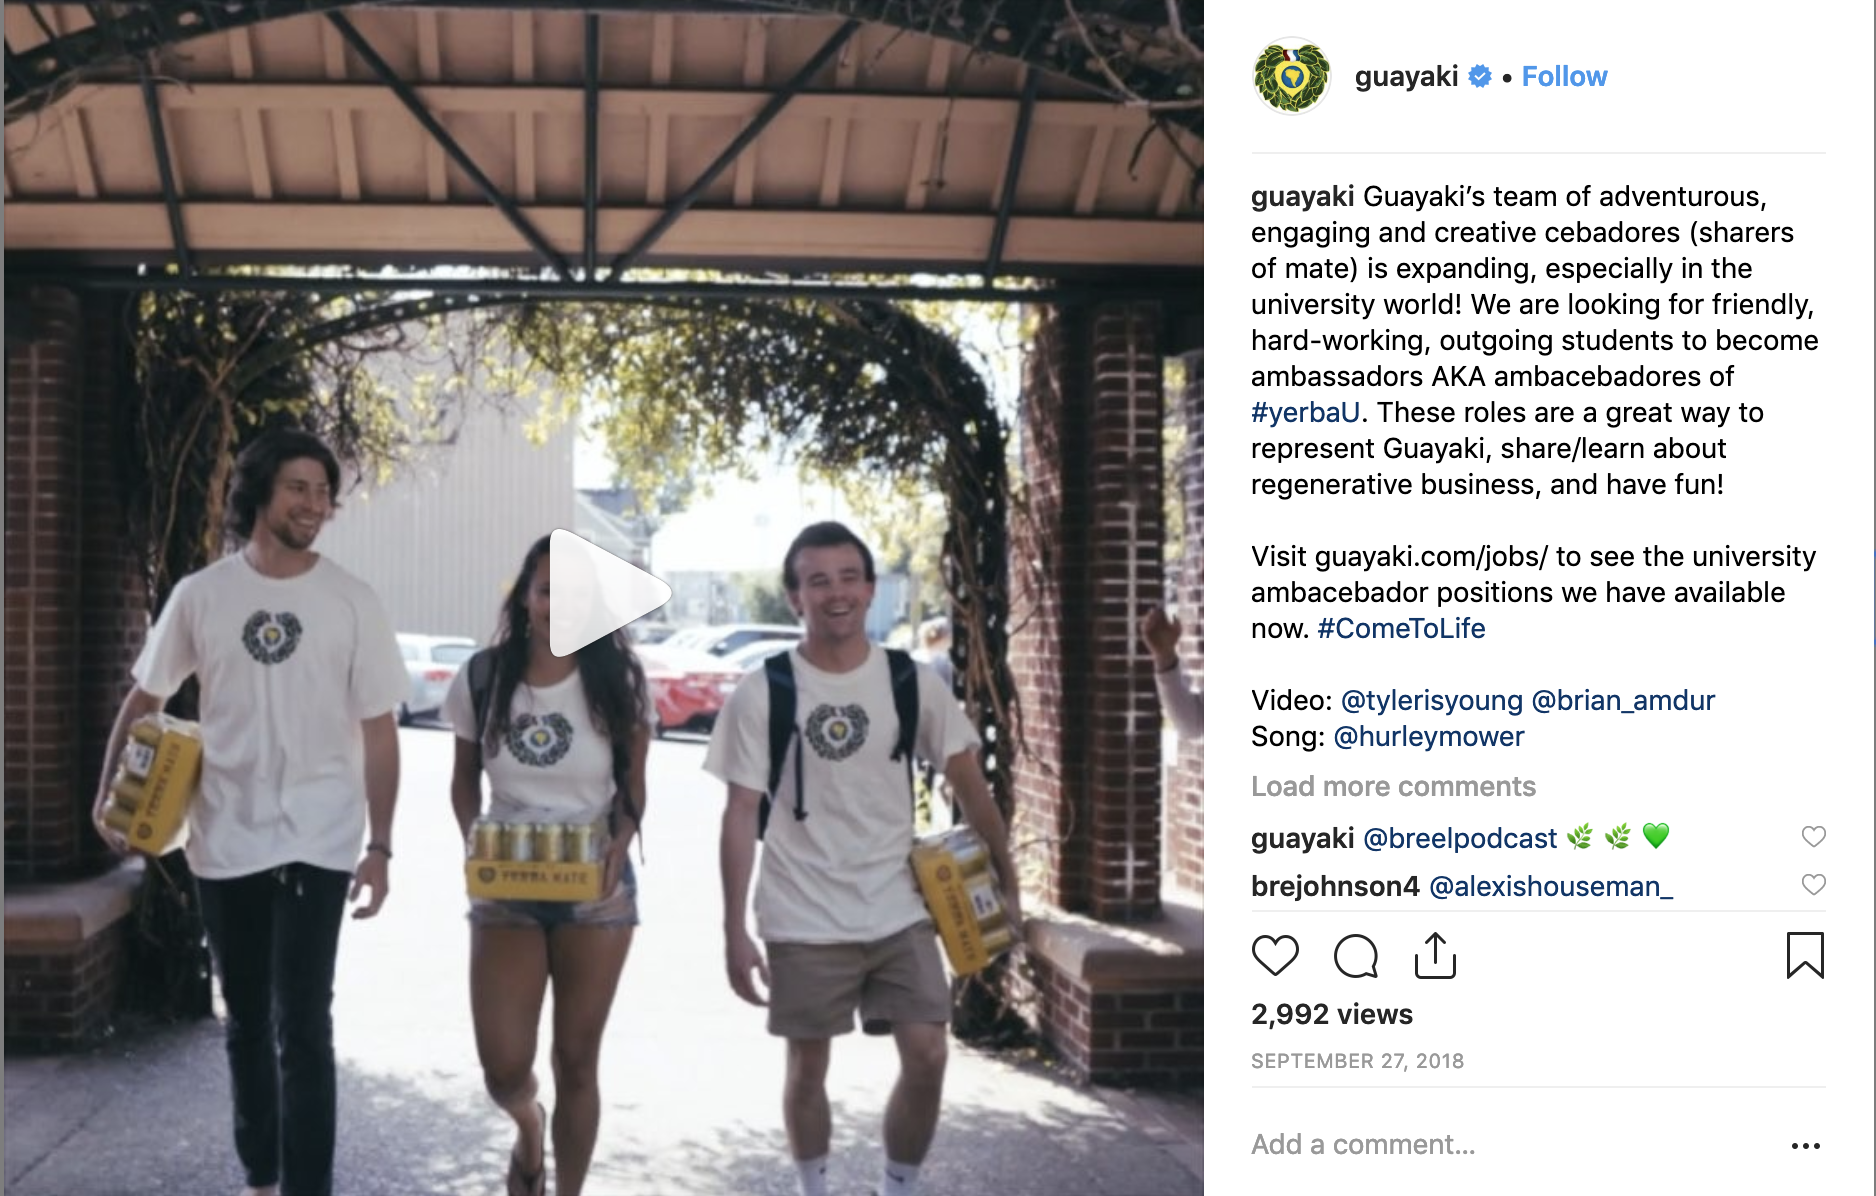 guayaki • Follow
guayaki Guayaki’s team of adventurous,
engaging and creative cebadores (sharers
of mate) is expanding, especially in the
university world! We are looking for friendly,
hard-working, outgoing students to become
ambassadors AKA ambacebadores of
#yerbaU. These roles are a great way to
represent Guayaki, share/learn about
regenerative business, and have fun!
Visit guayaki.com/jobs/ to see the university
ambacebador positions we have available
now. #ComeToLife
Video: @tylerisyoung @brian_amdur
Song: @hurleymower
Load more comments
guayaki @breelpodcast 🌿 🌿 💚
brejohnson4 @alexishouseman_
2,992 views
SEPTEMBER 27, 2018
Add a comment...
YERBA MATE
YERBA MATE
YERBA MATE